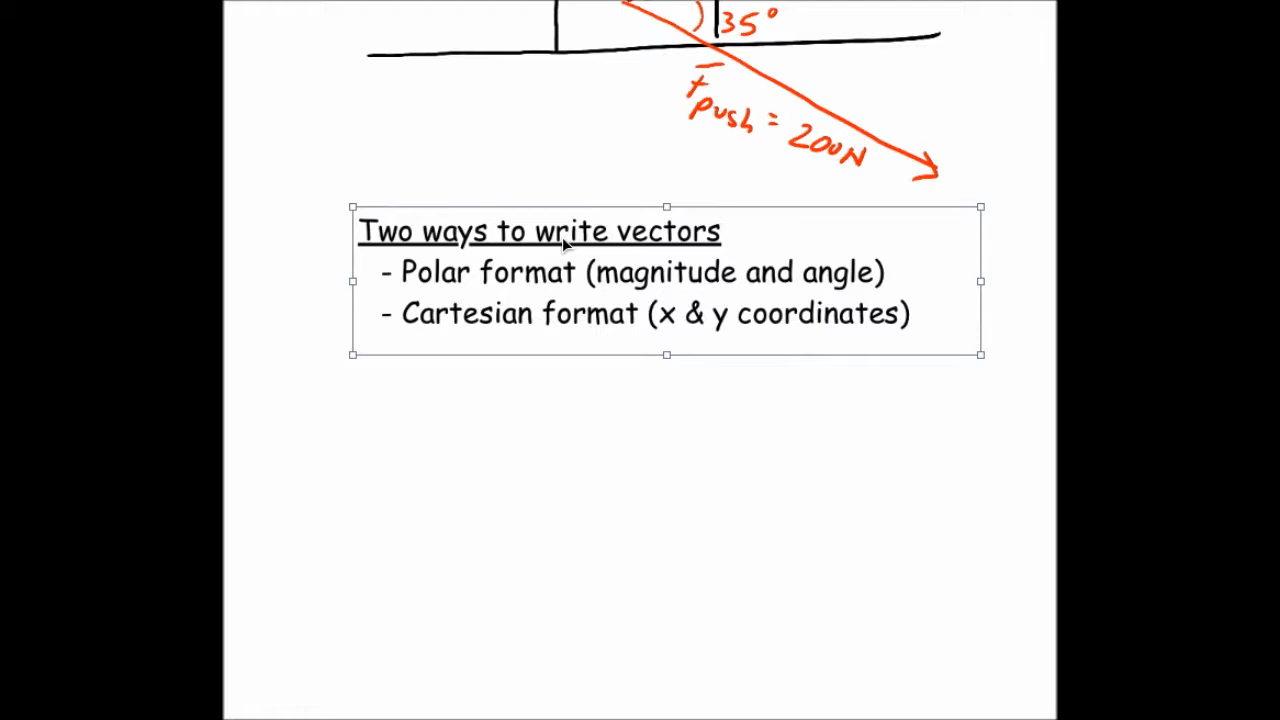 35°
F push = 200N
Two ways to write vectors
- Polar format (magnitude and angle)
- Cartesian format (x & y coordinates)